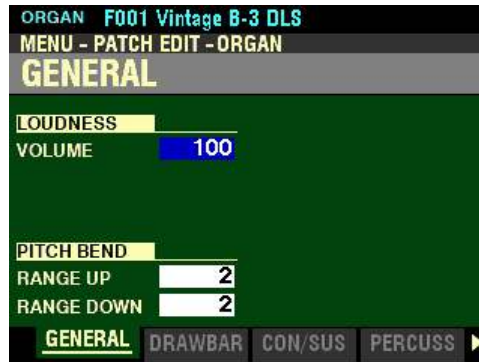 ORGAN F001 Vintage B-3 DLS
MENU - PATCH EDIT - ORGAN
GENERAL
LOUDNESS
VOLUME 100
PITCH BEND
RANGE UP 2
RANGE DOWN 2
GENERAL DRAWBAR CON/SUS PERCUSS